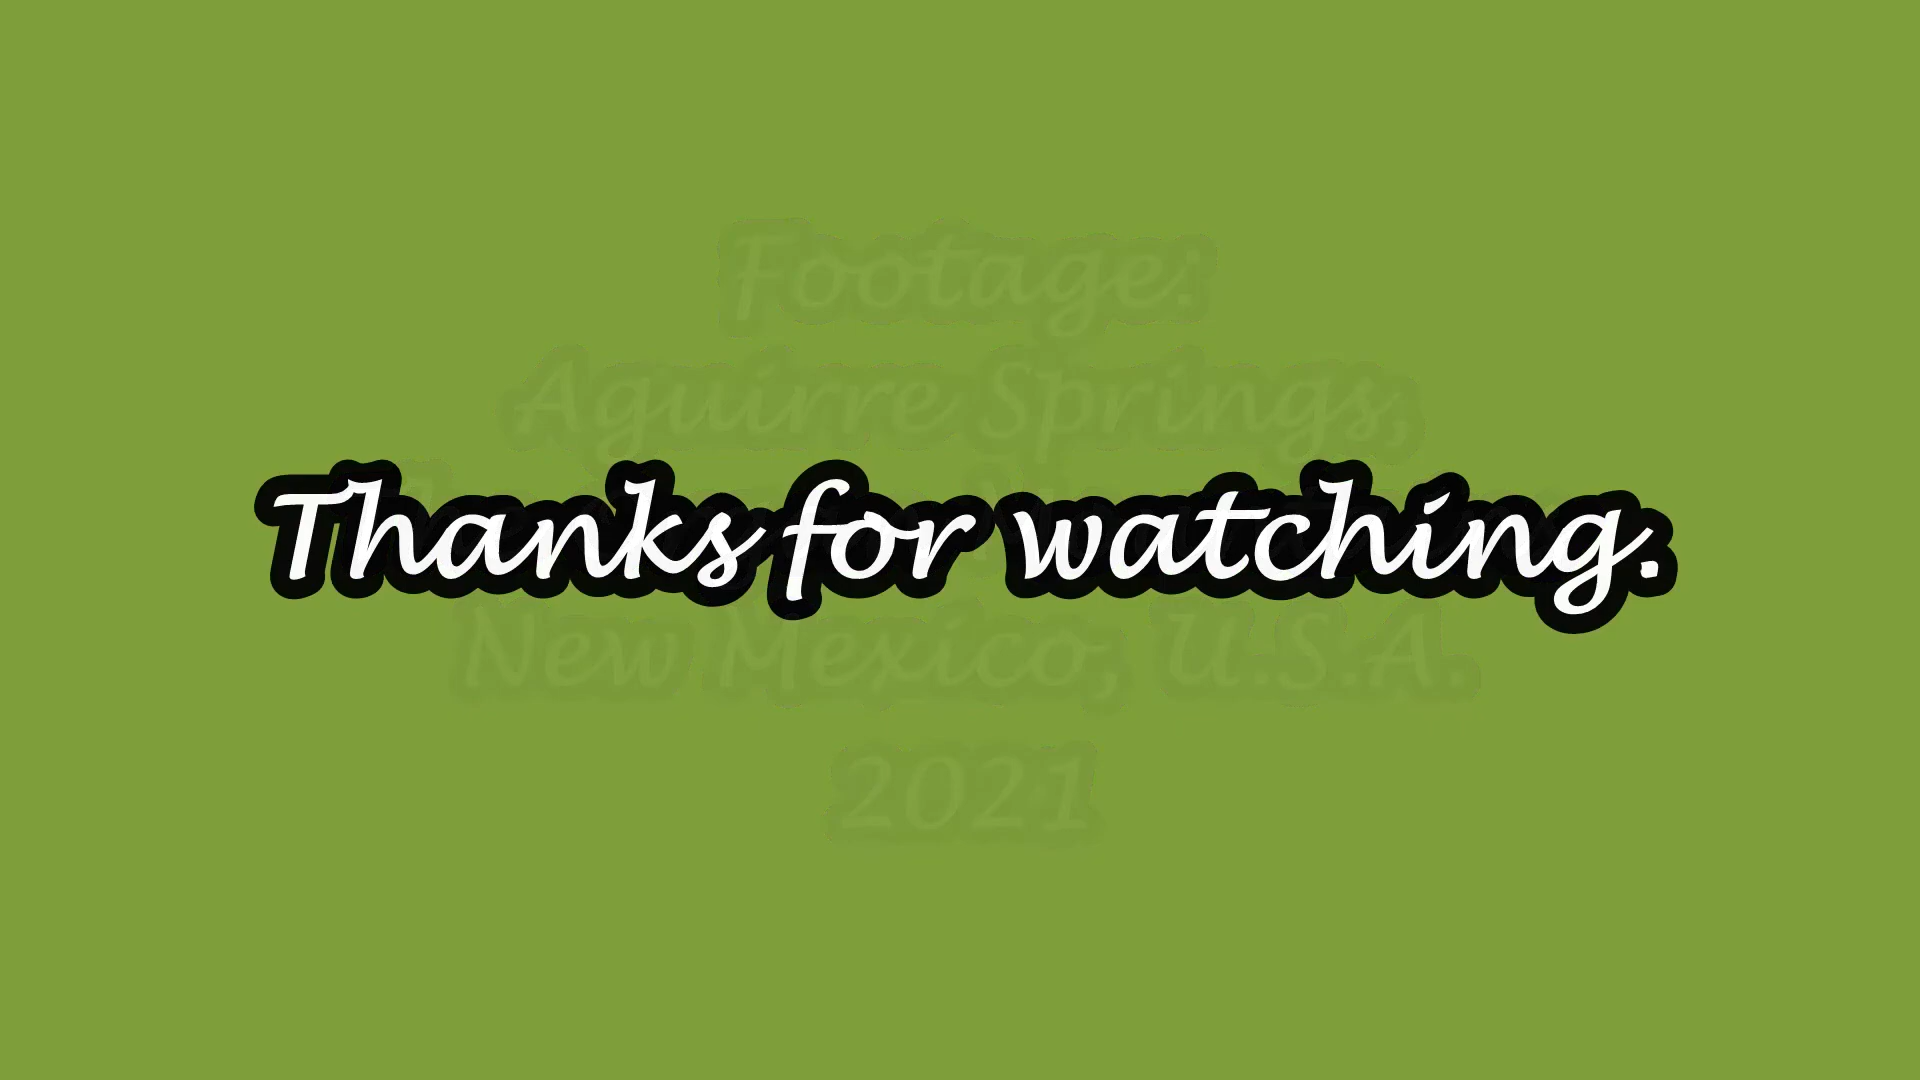 Footage:
Aguirre Springs,
Thanks for watching.
New Mexico, U.S.A.
2021